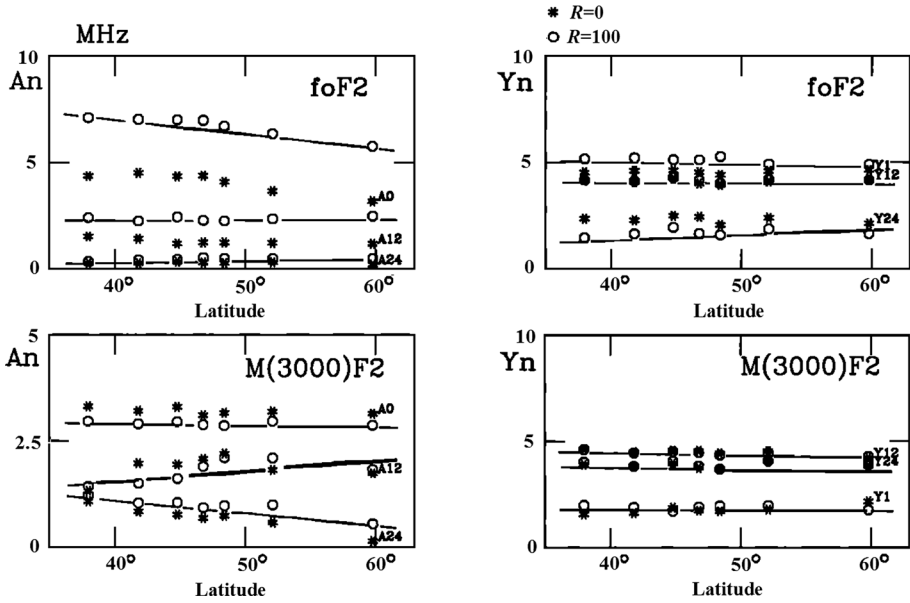 MHz
✱ R=0
○ R=100
10
An
foF2
5
A0
A12
A24
0
40° 50° 60°
Latitude
10
Yn
foF2
5
Y1
Y12
Y24
0
40° 50° 60°
Latitude
5
An
M(3000)F2
A0
2.5
A12
A24
0
40° 50° 60°
Latitude
10
Yn
M(3000)F2
5
Y12
Y24
Y1
0
40° 50° 60°
Latitude